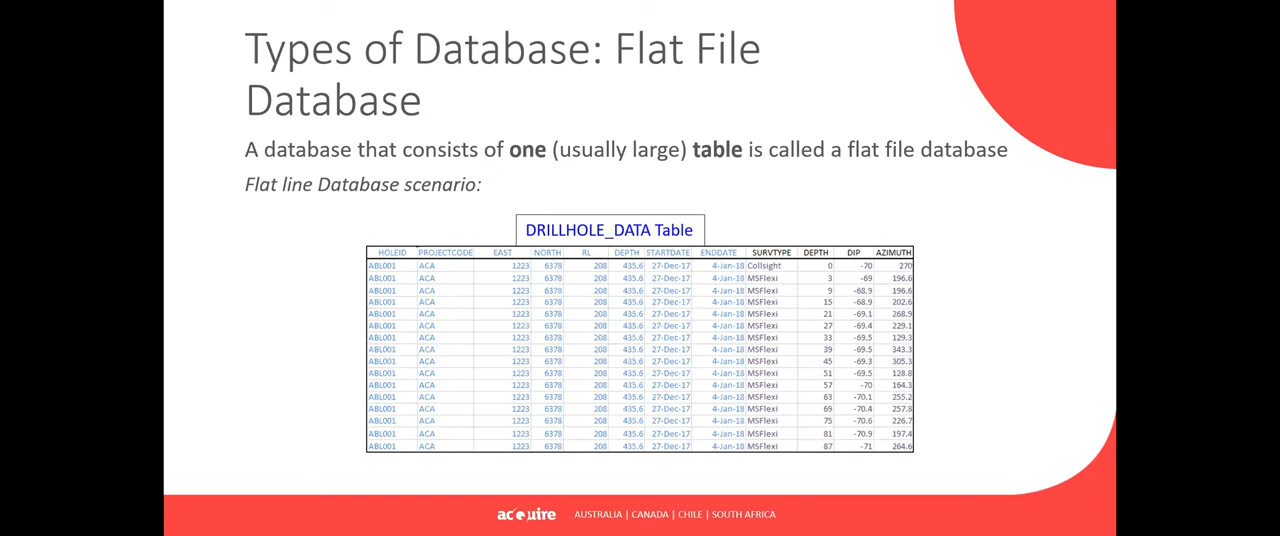 Types of Database: Flat File
Database
A database that consists of one (usually large) table is called a flat file database
Flat line Database scenario:
DRILLHOLE_DATA Table
HOLEID PROJECTCODE EAST NORTH RL DEPTH STARTDATE ENDDATE SURVTYPE DEPTH DIP AZIMUTH
ABL001 ACA 1223 6378 208 435.6 27-Dec-17 4-Jan-18 Collsight 0 -70 270
ABL001 ACA 1223 6378 208 435.6 27-Dec-17 4-Jan-18 MSFlexi 3 -69 196.6
ABL001 ACA 1223 6378 208 435.6 27-Dec-17 4-Jan-18 MSFlexi 9 -68.9 196.6
ABL001 ACA 1223 6378 208 435.6 27-Dec-17 4-Jan-18 MSFlexi 15 -68.9 202.6
ABL001 ACA 1223 6378 208 435.6 27-Dec-17 4-Jan-18 MSFlexi 21 -69.1 268.9
ABL001 ACA 1223 6378 208 435.6 27-Dec-17 4-Jan-18 MSFlexi 27 -69.4 229.1
ABL001 ACA 1223 6378 208 435.6 27-Dec-17 4-Jan-18 MSFlexi 33 -69.5 129.3
ABL001 ACA 1223 6378 208 435.6 27-Dec-17 4-Jan-18 MSFlexi 39 -69.5 343.3
ABL001 ACA 1223 6378 208 435.6 27-Dec-17 4-Jan-18 MSFlexi 45 -69.3 305.3
ABL001 ACA 1223 6378 208 435.6 27-Dec-17 4-Jan-18 MSFlexi 51 -69.5 128.8
ABL001 ACA 1223 6378 208 435.6 27-Dec-17 4-Jan-18 MSFlexi 57 -70 164.3
ABL001 ACA 1223 6378 208 435.6 27-Dec-17 4-Jan-18 MSFlexi 63 -70.1 255.2
ABL001 ACA 1223 6378 208 435.6 27-Dec-17 4-Jan-18 MSFlexi 69 -70.4 257.8
ABL001 ACA 1223 6378 208 435.6 27-Dec-17 4-Jan-18 MSFlexi 75 -70.6 226.7
ABL001 ACA 1223 6378 208 435.6 27-Dec-17 4-Jan-18 MSFlexi 81 -70.9 197.4
ABL001 ACA 1223 6378 208 435.6 27-Dec-17 4-Jan-18 MSFlexi 87 -71 264.6
acQuire AUSTRALIA | CANADA | CHILE | SOUTH AFRICA